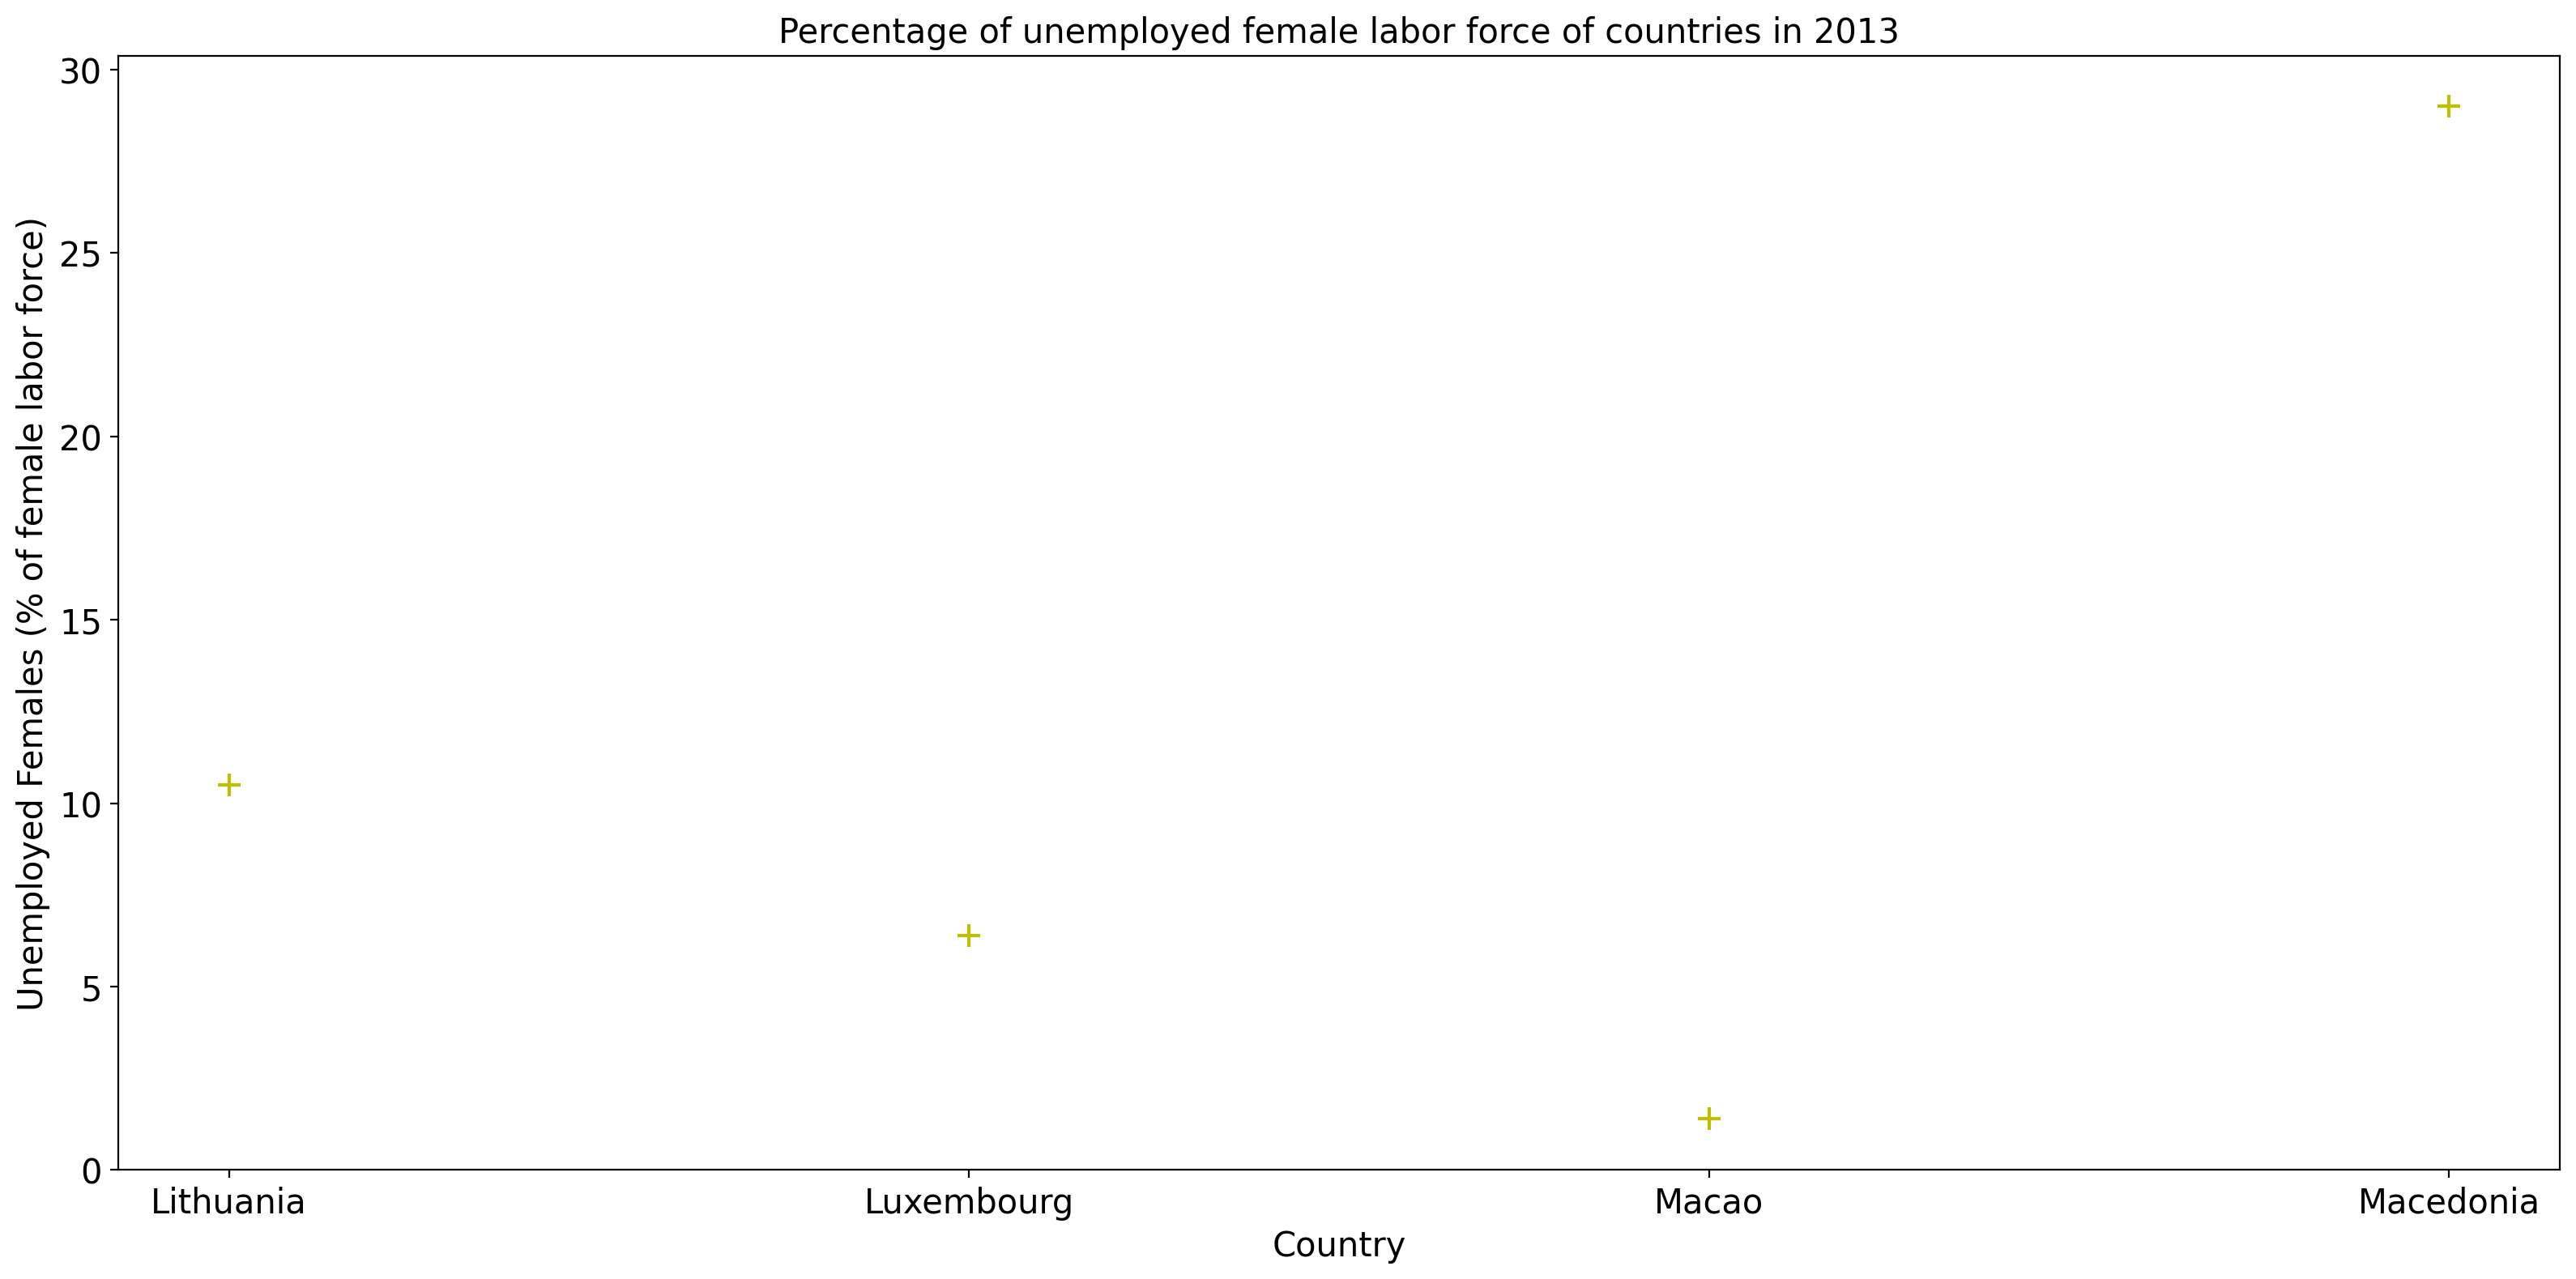 Percentage of unemployed female labor force of countries in 2013
Unemployed Females (% of female labor force)
30
25
20
15
10
5
0
Lithuania Luxembourg Macao Macedonia
Country